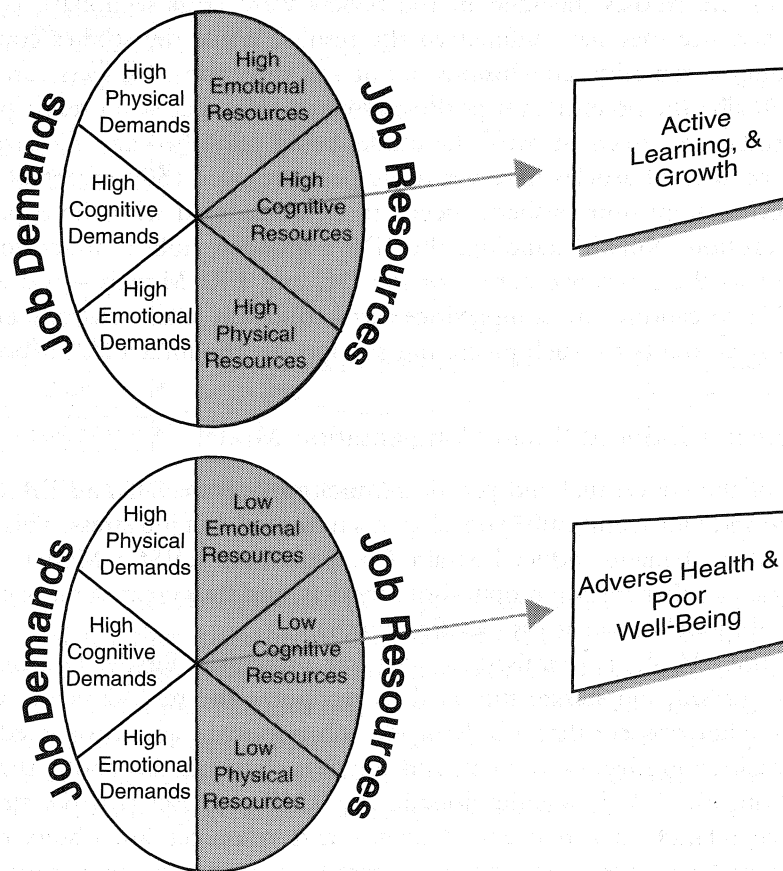 Job Demands
High
Physical
Demands
High
Cognitive
Demands
High
Emotional
Demands
High
Emotional
Resources
High
Cognitive
Resources
High
Physical
Resources
Job Resources
Active
Learning, &
Growth
Job Demands
High
Physical
Demands
High
Cognitive
Demands
High
Emotional
Demands
Low
Emotional
Resources
Low
Cognitive
Resources
Low
Physical
Resources
Job Resources
Adverse Health &
Poor
Well-Being